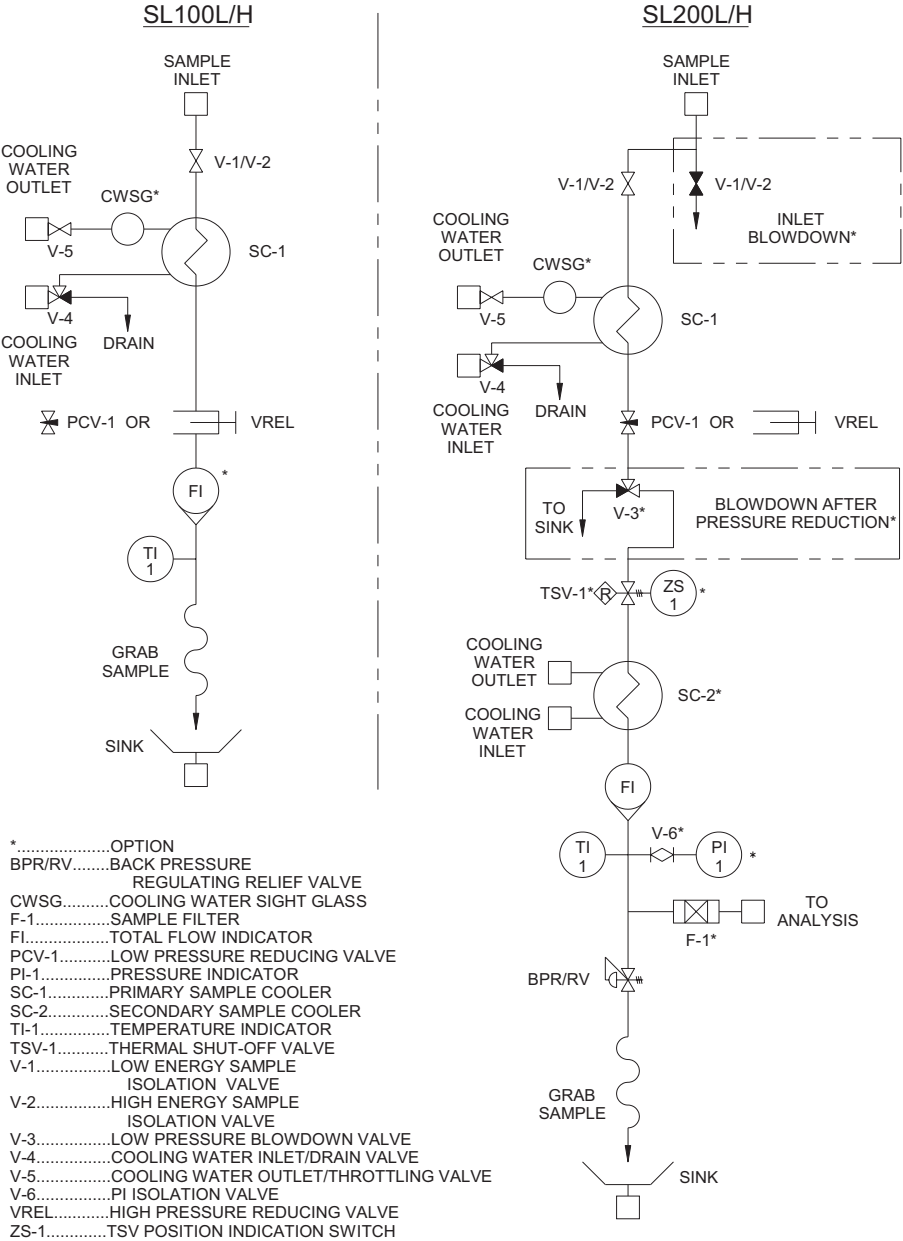 SL100L/H
SAMPLE
INLET
V-1/V-2
COOLING
WATER
OUTLET
CWSG*
V-5
SC-1
V-4
COOLING
WATER
INLET
DRAIN
PCV-1 OR
VREL
FI
*
TI
1
GRAB
SAMPLE
SINK
SL200L/H
SAMPLE
INLET
V-1/V-2
V-1/V-2
INLET
BLOWDOWN*
COOLING
WATER
OUTLET
CWSG*
V-5
SC-1
V-4
COOLING
WATER
INLET
DRAIN
PCV-1 OR
VREL
TO
SINK
V-3*
BLOWDOWN AFTER
PRESSURE REDUCTION*
TSV-1*
R
ZS
1
*
COOLING
WATER
OUTLET
SC-2*
COOLING
WATER
INLET
FI
TI
1
V-6*
PI
1
*
F-1*
TO
ANALYSIS
BPR/RV
GRAB
SAMPLE
SINK
*....................OPTION
BPR/RV........BACK PRESSURE
REGULATING RELIEF VALVE
CWSG..........COOLING WATER SIGHT GLASS
F-1................SAMPLE FILTER
FI..................TOTAL FLOW INDICATOR
PCV-1...........LOW PRESSURE REDUCING VALVE
PI-1...............PRESSURE INDICATOR
SC-1.............PRIMARY SAMPLE COOLER
SC-2.............SECONDARY SAMPLE COOLER
TI-1...............TEMPERATURE INDICATOR
TSV-1...........THERMAL SHUT-OFF VALVE
V-1................LOW ENERGY SAMPLE
ISOLATION VALVE
V-2................HIGH ENERGY SAMPLE
ISOLATION VALVE
V-3................LOW PRESSURE BLOWDOWN VALVE
V-4................COOLING WATER INLET/DRAIN VALVE
V-5................COOLING WATER OUTLET/THROTTLING VALVE
V-6................PI ISOLATION VALVE
VREL............HIGH PRESSURE REDUCING VALVE
ZS-1.............TSV POSITION INDICATION SWITCH